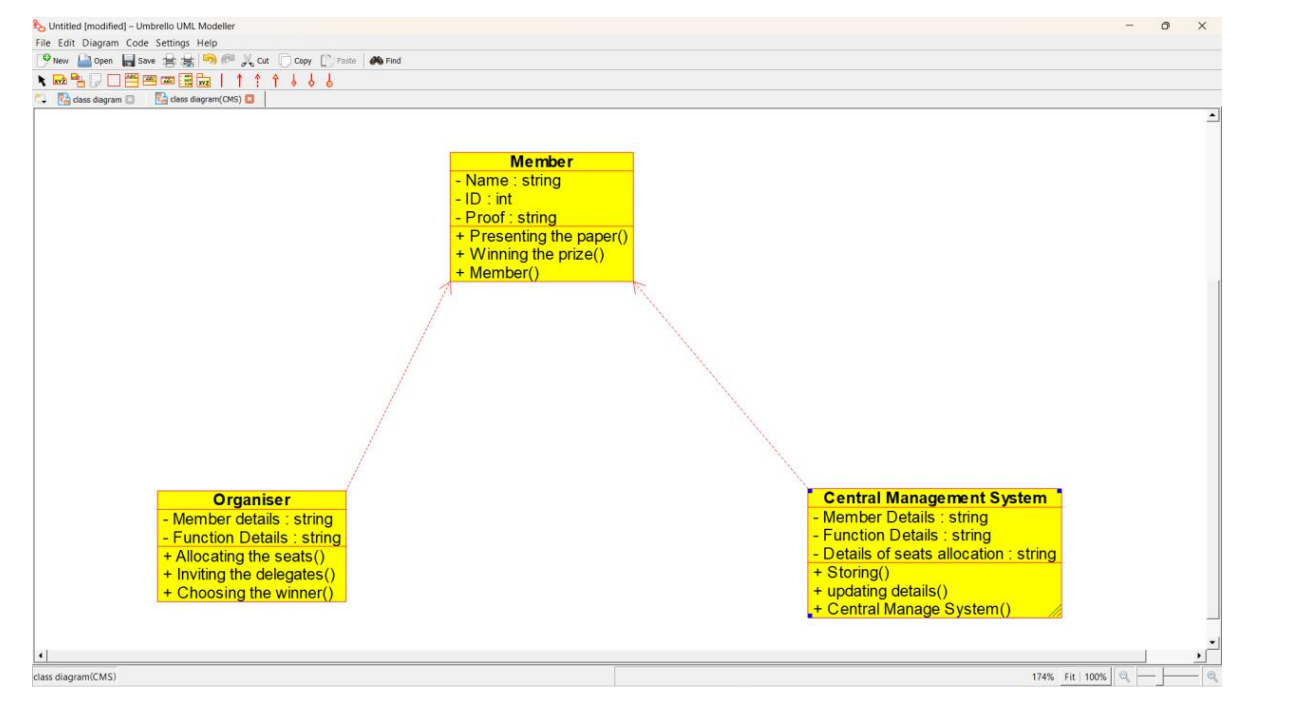 Untitled [modified] – Umbrello UML Modeller
File Edit Diagram Code Settings Help
New Open Save Cut Copy Paste Find
class diagram class diagram(CMS)
Member
- Name : string
- ID : int
- Proof : string
+ Presenting the paper()
+ Winning the prize()
+ Member()
Organiser
- Member details : string
- Function Details : string
+ Allocating the seats()
+ Inviting the delegates()
+ Choosing the winner()
Central Management System
- Member Details : string
- Function Details : string
- Details of seats allocation : string
+ Storing()
+ updating details()
+ Central Manage System()
class diagram(CMS)
174% Fit 100%